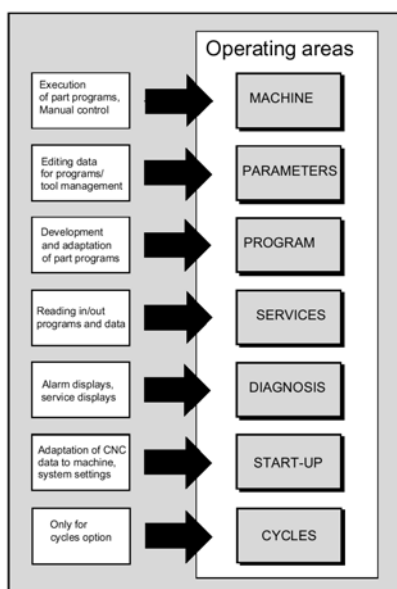 Operating areas
Execution
of part programs,
Manual control
MACHINE
Editing data
for programs/
tool management
PARAMETERS
Development
and adaptation
of part programs
PROGRAM
Reading in/out
programs and data
SERVICES
Alarm displays,
service displays
DIAGNOSIS
Adaptation of CNC
data to machine,
system settings
START-UP
Only for
cycles option
CYCLES